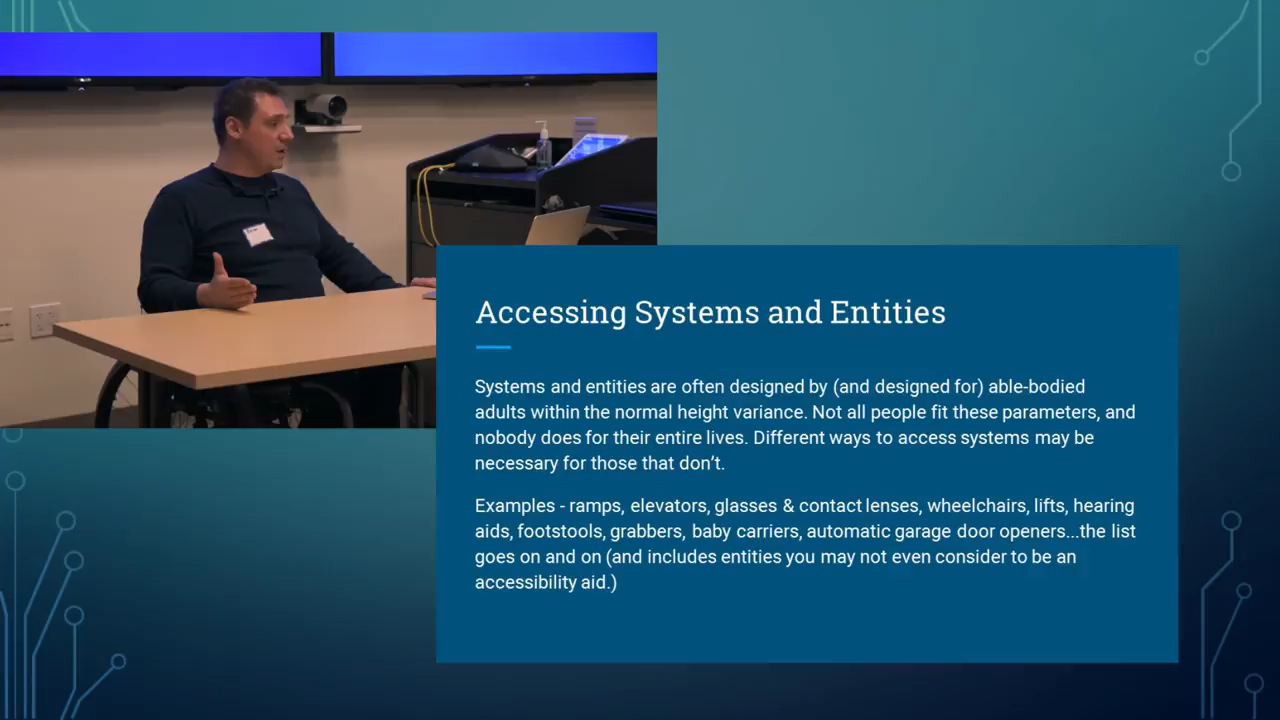 Accessing Systems and Entities
Systems and entities are often designed by (and designed for) able-bodied
adults within the normal height variance. Not all people fit these parameters, and
nobody does for their entire lives. Different ways to access systems may be
necessary for those that don’t.
Examples - ramps, elevators, glasses & contact lenses, wheelchairs, lifts, hearing
aids, footstools, grabbers, baby carriers, automatic garage door openers...the list
goes on and on (and includes entities you may not even consider to be an
accessibility aid.)